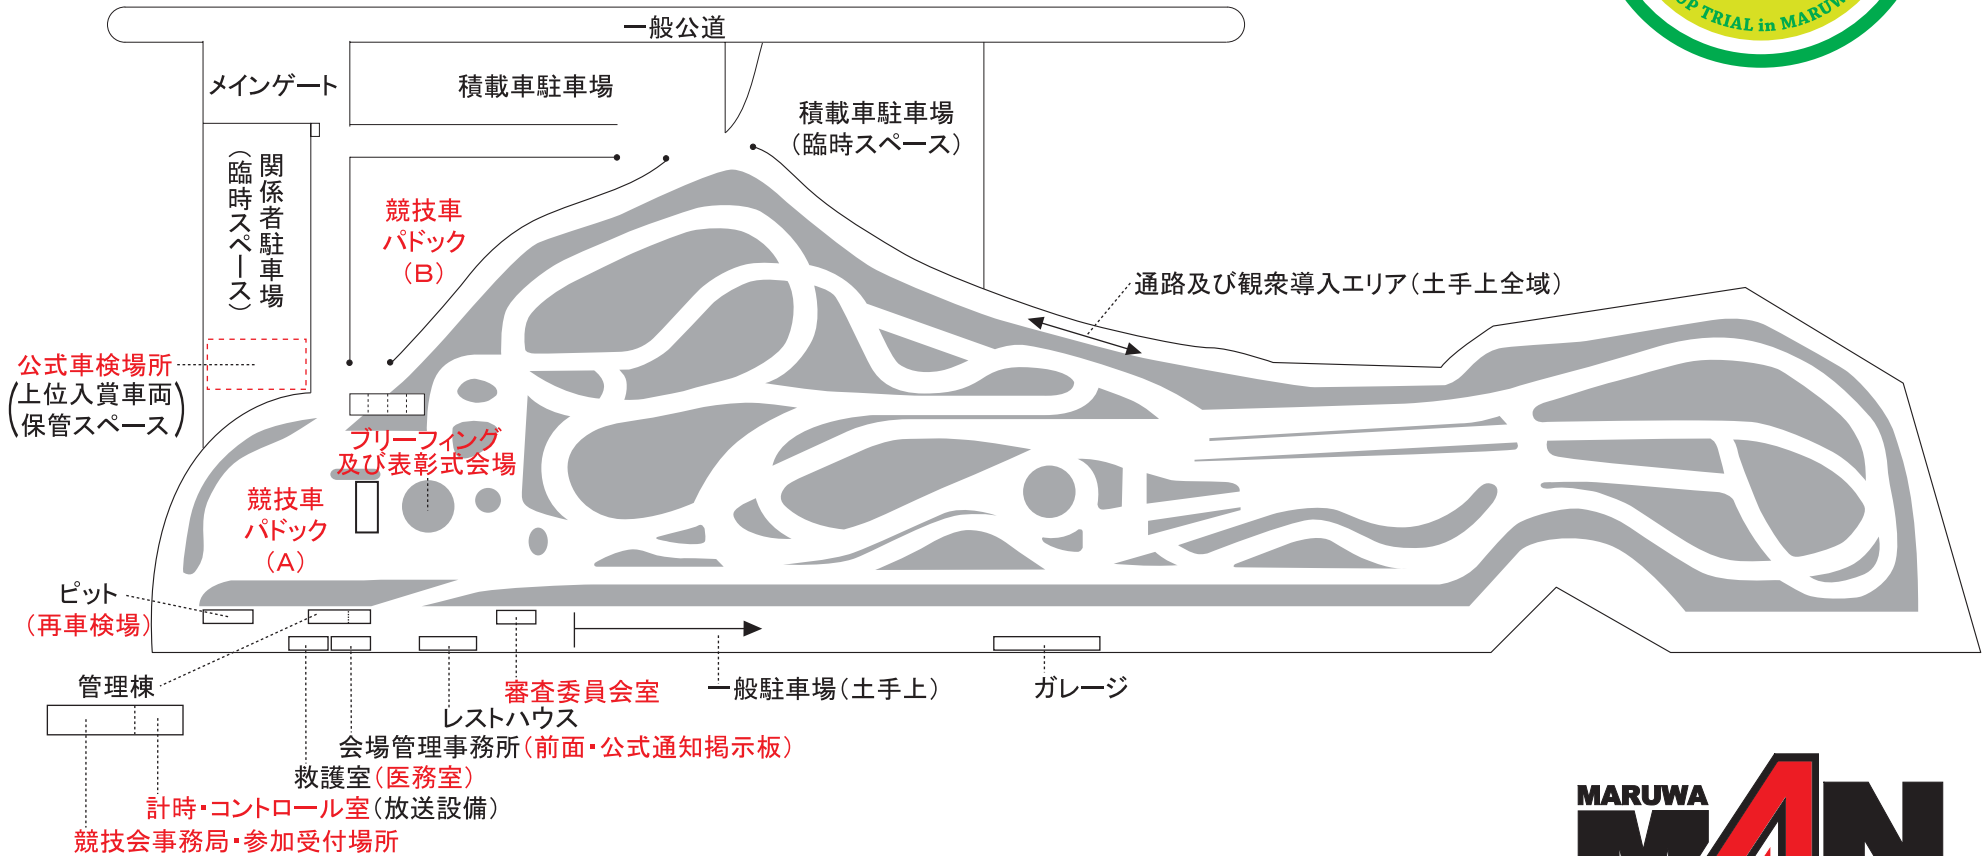 一般公道
UP TRIAL in MARUW
メインゲート
積載車駐車場
積載車駐車場
(臨時スペース)
関係者駐車場
(臨時スペース)
競技車
パドック
(B)
通路及び観衆導入エリア(土手上全域)
公式車検場所
(上位入賞車両
保管スペース)
ブリーフィング
及び表彰式会場
競技車
パドック
(A)
ピット
(再車検場)
管理棟
審査委員会室
一般駐車場(土手上)
ガレージ
レストハウス
会場管理事務所(前面・公式通知掲示板)
救護室(医務室)
計時・コントロール室(放送設備)
競技会事務局・参加受付場所
MARUWA
MAN